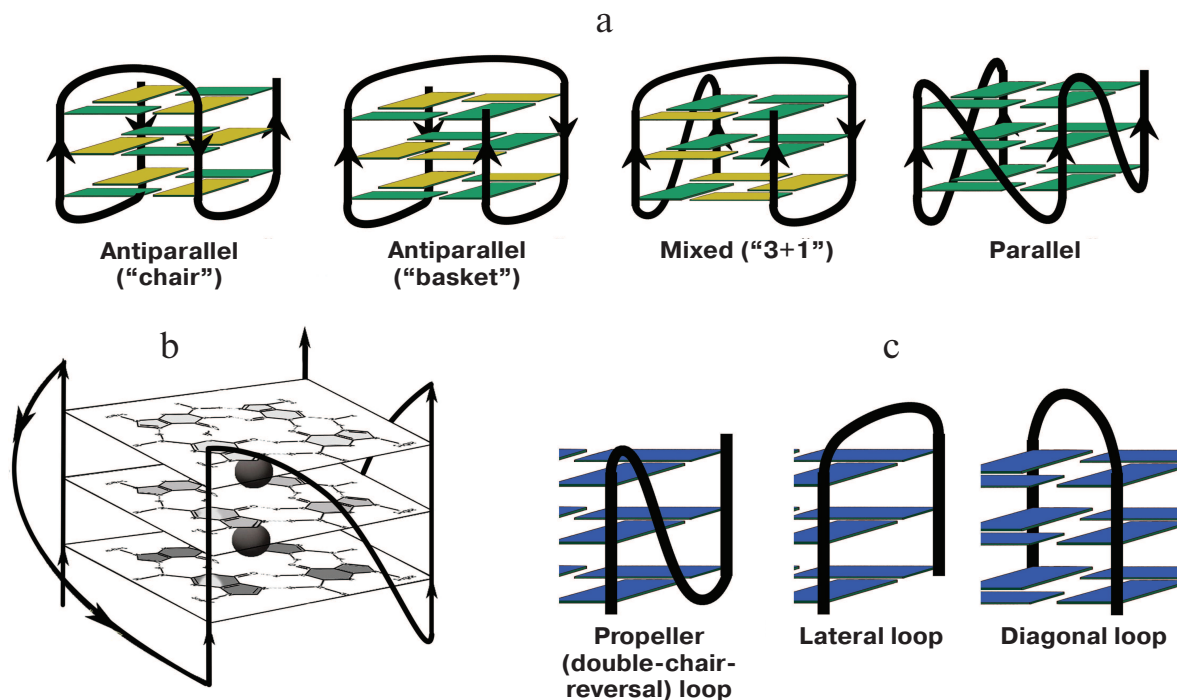 a
Antiparallel
(“chair”)
Antiparallel
(“basket”)
Mixed (“3+1”)
Parallel
b
c
Propeller
(double-chair-
reversal) loop
Lateral loop
Diagonal loop